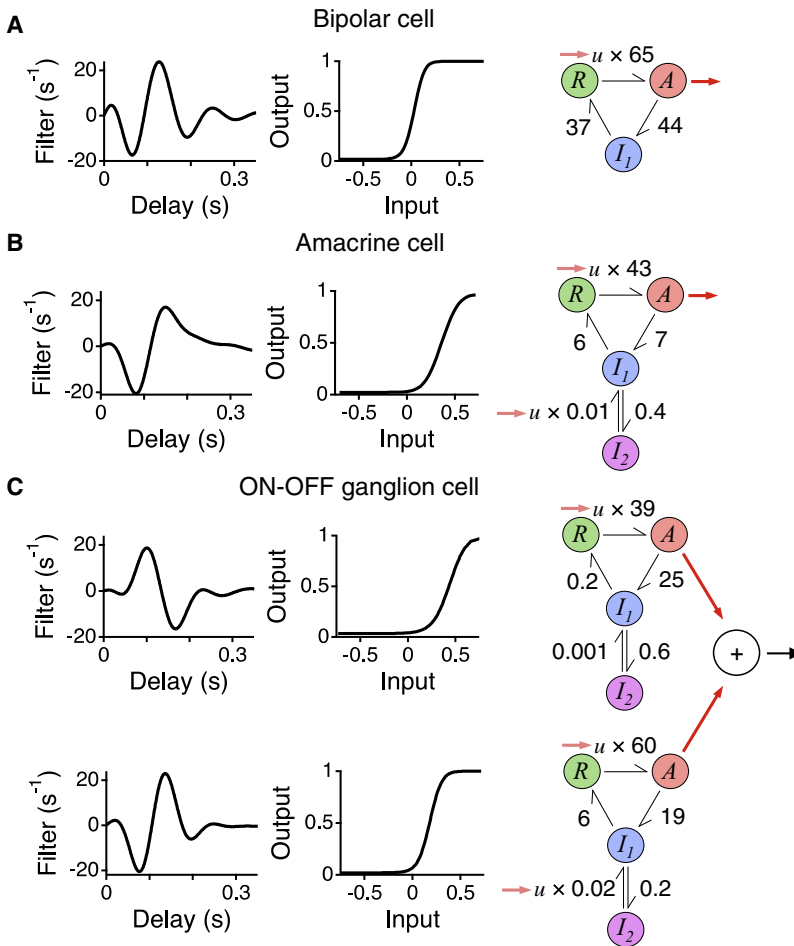 A
Bipolar cell
Filter (s⁻¹)
20
0
-20
0.3
Delay (s)
Output
1
0.5
0
-0.5
0
0.5
Input
u × 65
R
A
37
44
I₁
B
Amacrine cell
Filter (s⁻¹)
20
0
-20
0
0.3
Delay (s)
Output
1
0.5
0
-0.5
0
0.5
Input
u × 43
R
A
6
7
I₁
u × 0.01
0.4
I₂
C
ON-OFF ganglion cell
Filter (s⁻¹)
20
0
-20
0
0.3
Delay (s)
Output
1
0.5
0
-0.5
0
0.5
Input
u × 39
R
A
0.2
25
I₁
0.001
0.6
I₂
+
Filter (s⁻¹)
20
0
-20
0
0.3
Delay (s)
Output
1
0.5
0
-0.5
0
0.5
Input
u × 60
R
A
6
19
I₁
u × 0.02
0.2
I₂